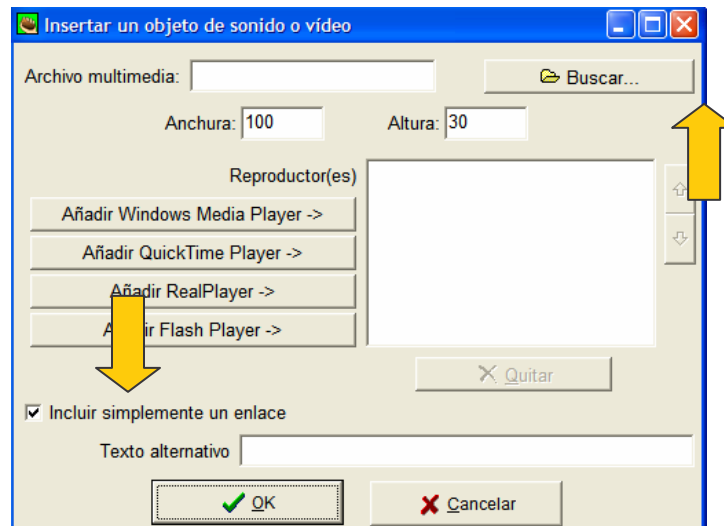 Insertar un objeto de sonido o vídeo
Archivo multimedia:
Buscar...
Anchura: 100 Altura: 30
Reproductor(es)
Añadir Windows Media Player ->
Añadir QuickTime Player ->
Añadir RealPlayer ->
ir Flash Player ->
Quitar
Incluir simplemente un enlace
Texto alternativo
OK Cancelar